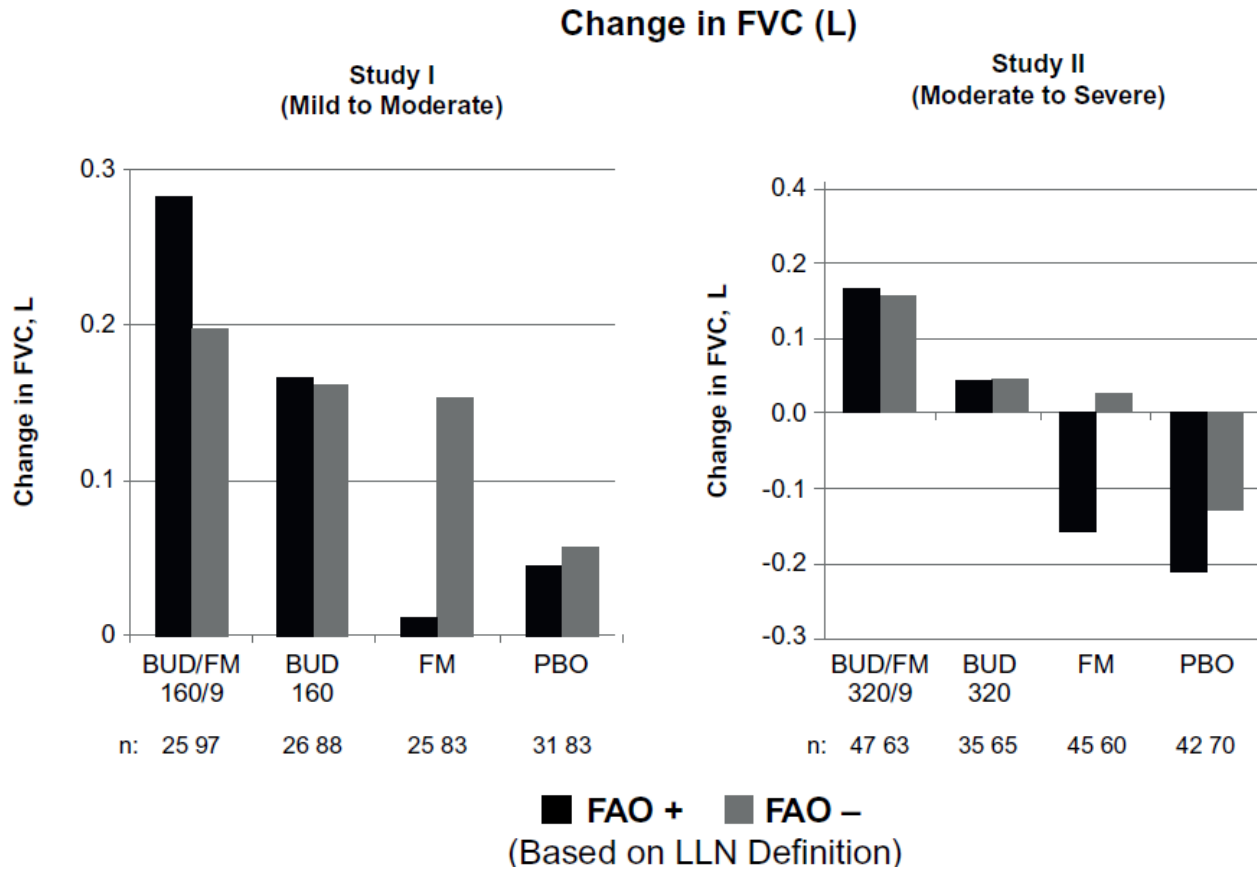 Change in FVC (L)
Study I
(Mild to Moderate)
Change in FVC, L
0.3
0.2
0.1
0
BUD/FM
160/9
BUD
160
FM
PBO
n: 25 97 26 88 25 83 31 83
Study II
(Moderate to Severe)
Change in FVC, L
0.4
0.2
0.1
0.0
-0.1
-0.2
-0.3
BUD/FM
320/9
BUD
320
FM
PBO
n: 47 63 35 65 45 60 42 70
FAO + FAO –
(Based on LLN Definition)